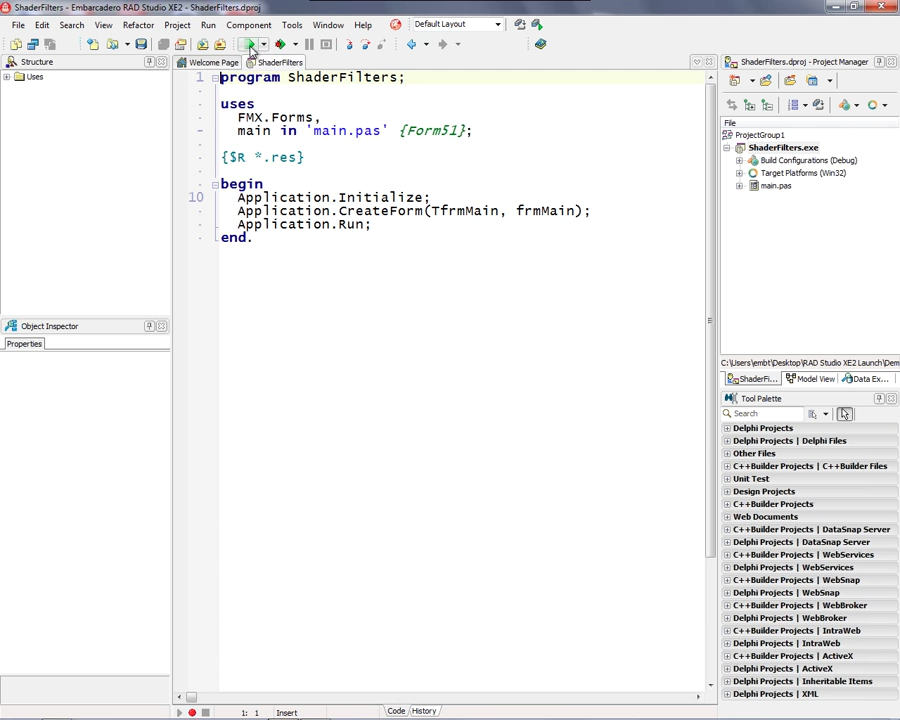 ShaderFilters - Embarcadero RAD Studio XE2 - ShaderFilters.dproj
File Edit Search View Refactor Project Run Component Tools Window Help Default Layout
Structure
Uses
Object Inspector
Properties
Welcome Page ShaderFilters
1 program ShaderFilters;
uses
FMX.Forms,
main in 'main.pas' {Form51};
{$R *.res}
begin
10 Application.Initialize;
Application.CreateForm(TfrmMain, frmMain);
Application.Run;
end.
1: 1 Insert Code History
ShaderFilters.dproj - Project Manager
File
ProjectGroup1
ShaderFilters.exe
Build Configurations (Debug)
Target Platforms (Win32)
main.pas
C:\Users\embt\Desktop\RAD Studio XE2 Launch\Dem
ShaderFi... Model View Data Ex...
Tool Palette
Search
Delphi Projects
Delphi Projects | Delphi Files
Other Files
C++Builder Projects | C++Builder Files
Unit Test
Design Projects
C++Builder Projects
Web Documents
C++Builder Projects | DataSnap Server
Delphi Projects | DataSnap Server
C++Builder Projects | WebServices
Delphi Projects | WebServices
C++Builder Projects | WebSnap
Delphi Projects | WebSnap
C++Builder Projects | WebBroker
Delphi Projects | WebBroker
C++Builder Projects | IntraWeb
Delphi Projects | IntraWeb
C++Builder Projects | ActiveX
Delphi Projects | ActiveX
Delphi Projects | Inheritable Items
Delphi Projects | XML